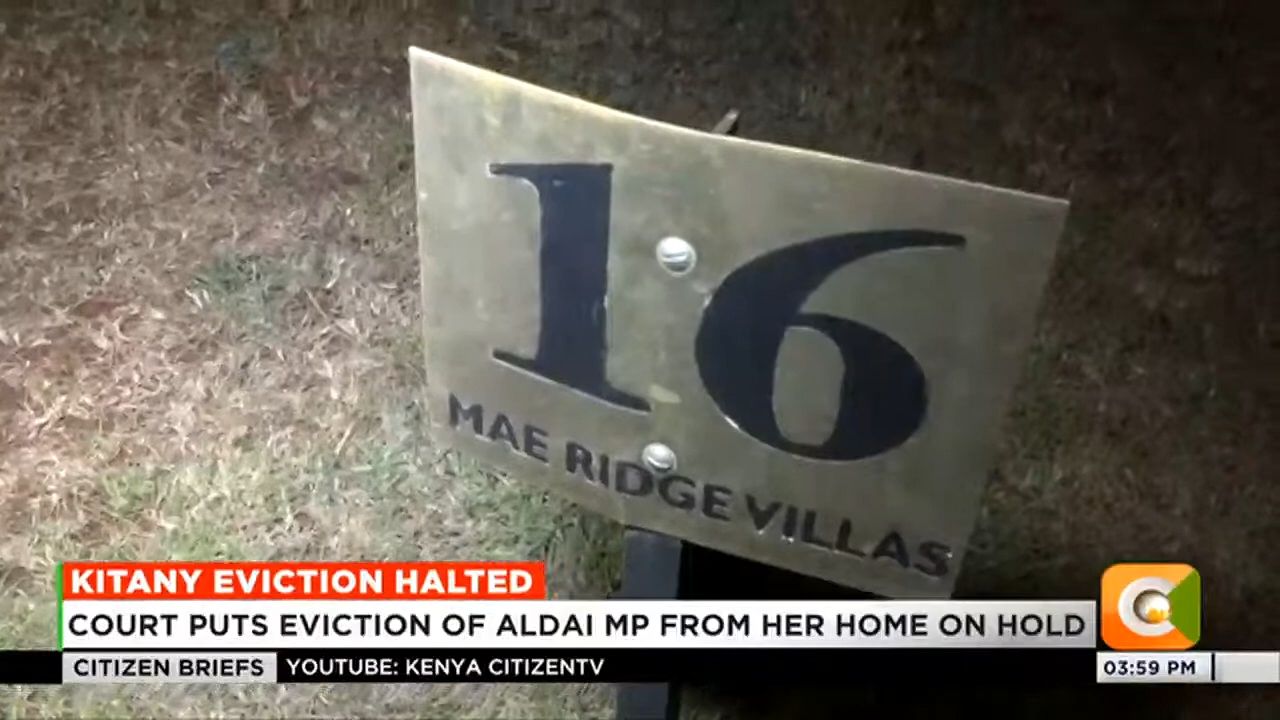 16
MAE RIDGE VILLAS
KITANY EVICTION HALTED
COURT PUTS EVICTION OF ALDAI MP FROM HER HOME ON HOLD
CITIZEN BRIEFS
YOUTUBE: KENYA CITIZENTV
03:59 PM